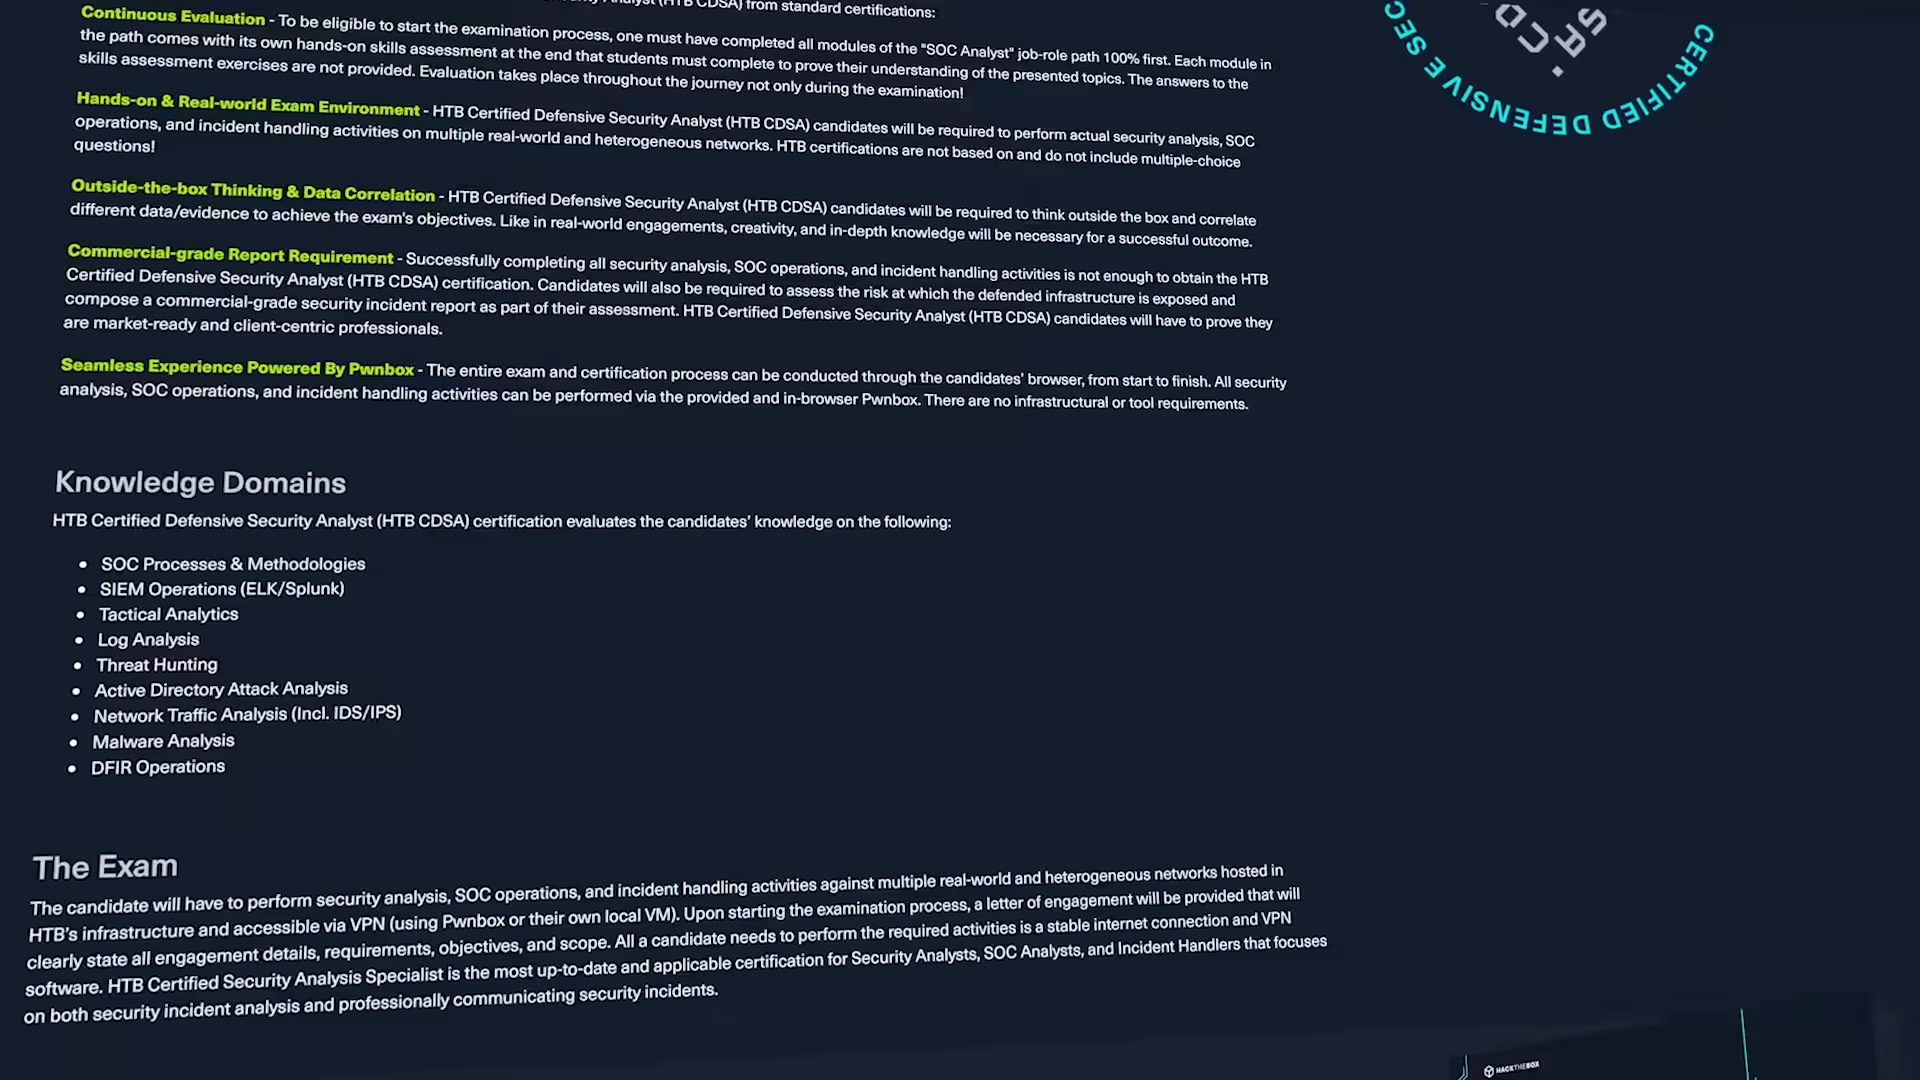 (HTB CDSA) from standard certifications:
Continuous Evaluation - To be eligible to start the examination process, one must have completed all modules of the "SOC Analyst" job-role path 100% first. Each module in
the path comes with its own hands-on skills assessment at the end that students must complete to prove their understanding of the presented topics. The answers to the
skills assessment exercises are not provided. Evaluation takes place throughout the journey not only during the examination!
Hands-on & Real-world Exam Environment - HTB Certified Defensive Security Analyst (HTB CDSA) candidates will be required to perform actual security analysis, SOC
operations, and incident handling activities on multiple real-world and heterogeneous networks. HTB certifications are not based on and do not include multiple-choice
questions!
Outside-the-box Thinking & Data Correlation - HTB Certified Defensive Security Analyst (HTB CDSA) candidates will be required to think outside the box and correlate
different data/evidence to achieve the exam's objectives. Like in real-world engagements, creativity, and in-depth knowledge will be necessary for a successful outcome.
Commercial-grade Report Requirement - Successfully completing all security analysis, SOC operations, and incident handling activities is not enough to obtain the HTB
Certified Defensive Security Analyst (HTB CDSA) certification. Candidates will also be required to assess the risk at which the defended infrastructure is exposed and
compose a commercial-grade security incident report as part of their assessment. HTB Certified Defensive Security Analyst (HTB CDSA) candidates will have to prove they
are market-ready and client-centric professionals.
Seamless Experience Powered By Pwnbox - The entire exam and certification process can be conducted through the candidates' browser, from start to finish. All security
analysis, SOC operations, and incident handling activities can be performed via the provided and in-browser Pwnbox. There are no infrastructural or tool requirements.
CERTIFIED DEFENSIVE SEC
Knowledge Domains
HTB Certified Defensive Security Analyst (HTB CDSA) certification evaluates the candidates' knowledge on the following:
• SOC Processes & Methodologies
• SIEM Operations (ELK/Splunk)
• Tactical Analytics
• Log Analysis
• Threat Hunting
• Active Directory Attack Analysis
• Network Traffic Analysis (Incl. IDS/IPS)
• Malware Analysis
• DFIR Operations
The Exam
The candidate will have to perform security analysis, SOC operations, and incident handling activities against multiple real-world and heterogeneous networks hosted in
HTB's infrastructure and accessible via VPN (using Pwnbox or their own local VM). Upon starting the examination process, a letter of engagement will be provided that will
clearly state all engagement details, requirements, objectives, and scope. All a candidate needs to perform the required activities is a stable internet connection and VPN
software. HTB Certified Security Analysis Specialist is the most up-to-date and applicable certification for Security Analysts, SOC Analysts, and Incident Handlers that focuses
on both security incident analysis and professionally communicating security incidents.
HACKTHEBOX